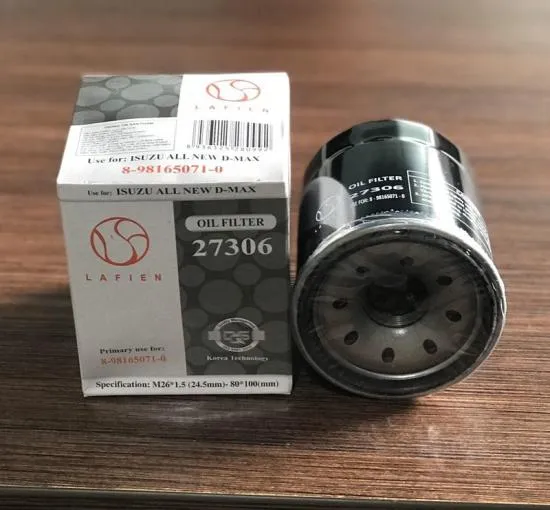 LAFIEN
Use for: ISUZU ALL NEW D-MAX
8-98165071-0
Use for: ISUZU ALL NEW D-MAX
LAFIEN
OIL FILTER
27306
Primary use for:
8-98165071-0
Korea Technology
Specification: M26*1.5 (24.5mm)- 80*100(mm)
OIL FILTER
27306
8-98165071-0